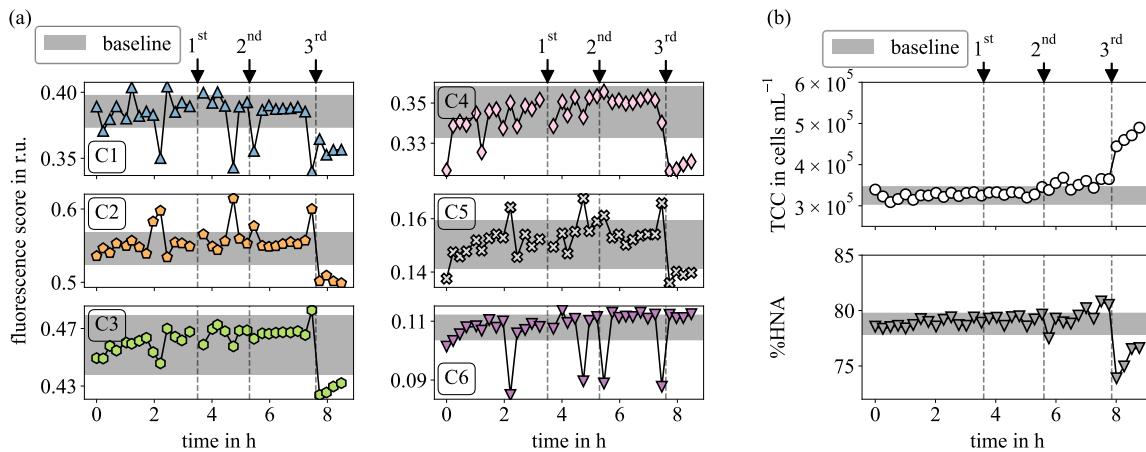 (a)
baseline
1st 2nd 3rd
1st 2nd 3rd
(b)
baseline
1st 2nd 3rd
fluorescence score in r.u.
0.40
0.35
C1
0.6
0.5
C2
0.47
0.43
C3
0 2 4 6 8
time in h
0.35
0.33
C4
0.16
0.14
C5
0.11
0.09
C6
0 2 4 6 8
time in h
TCC in cells mL−1
6 × 10^5
5 × 10^5
4 × 10^5
3 × 10^5
%HNA
85
80
75
0 2 4 6 8
time in h